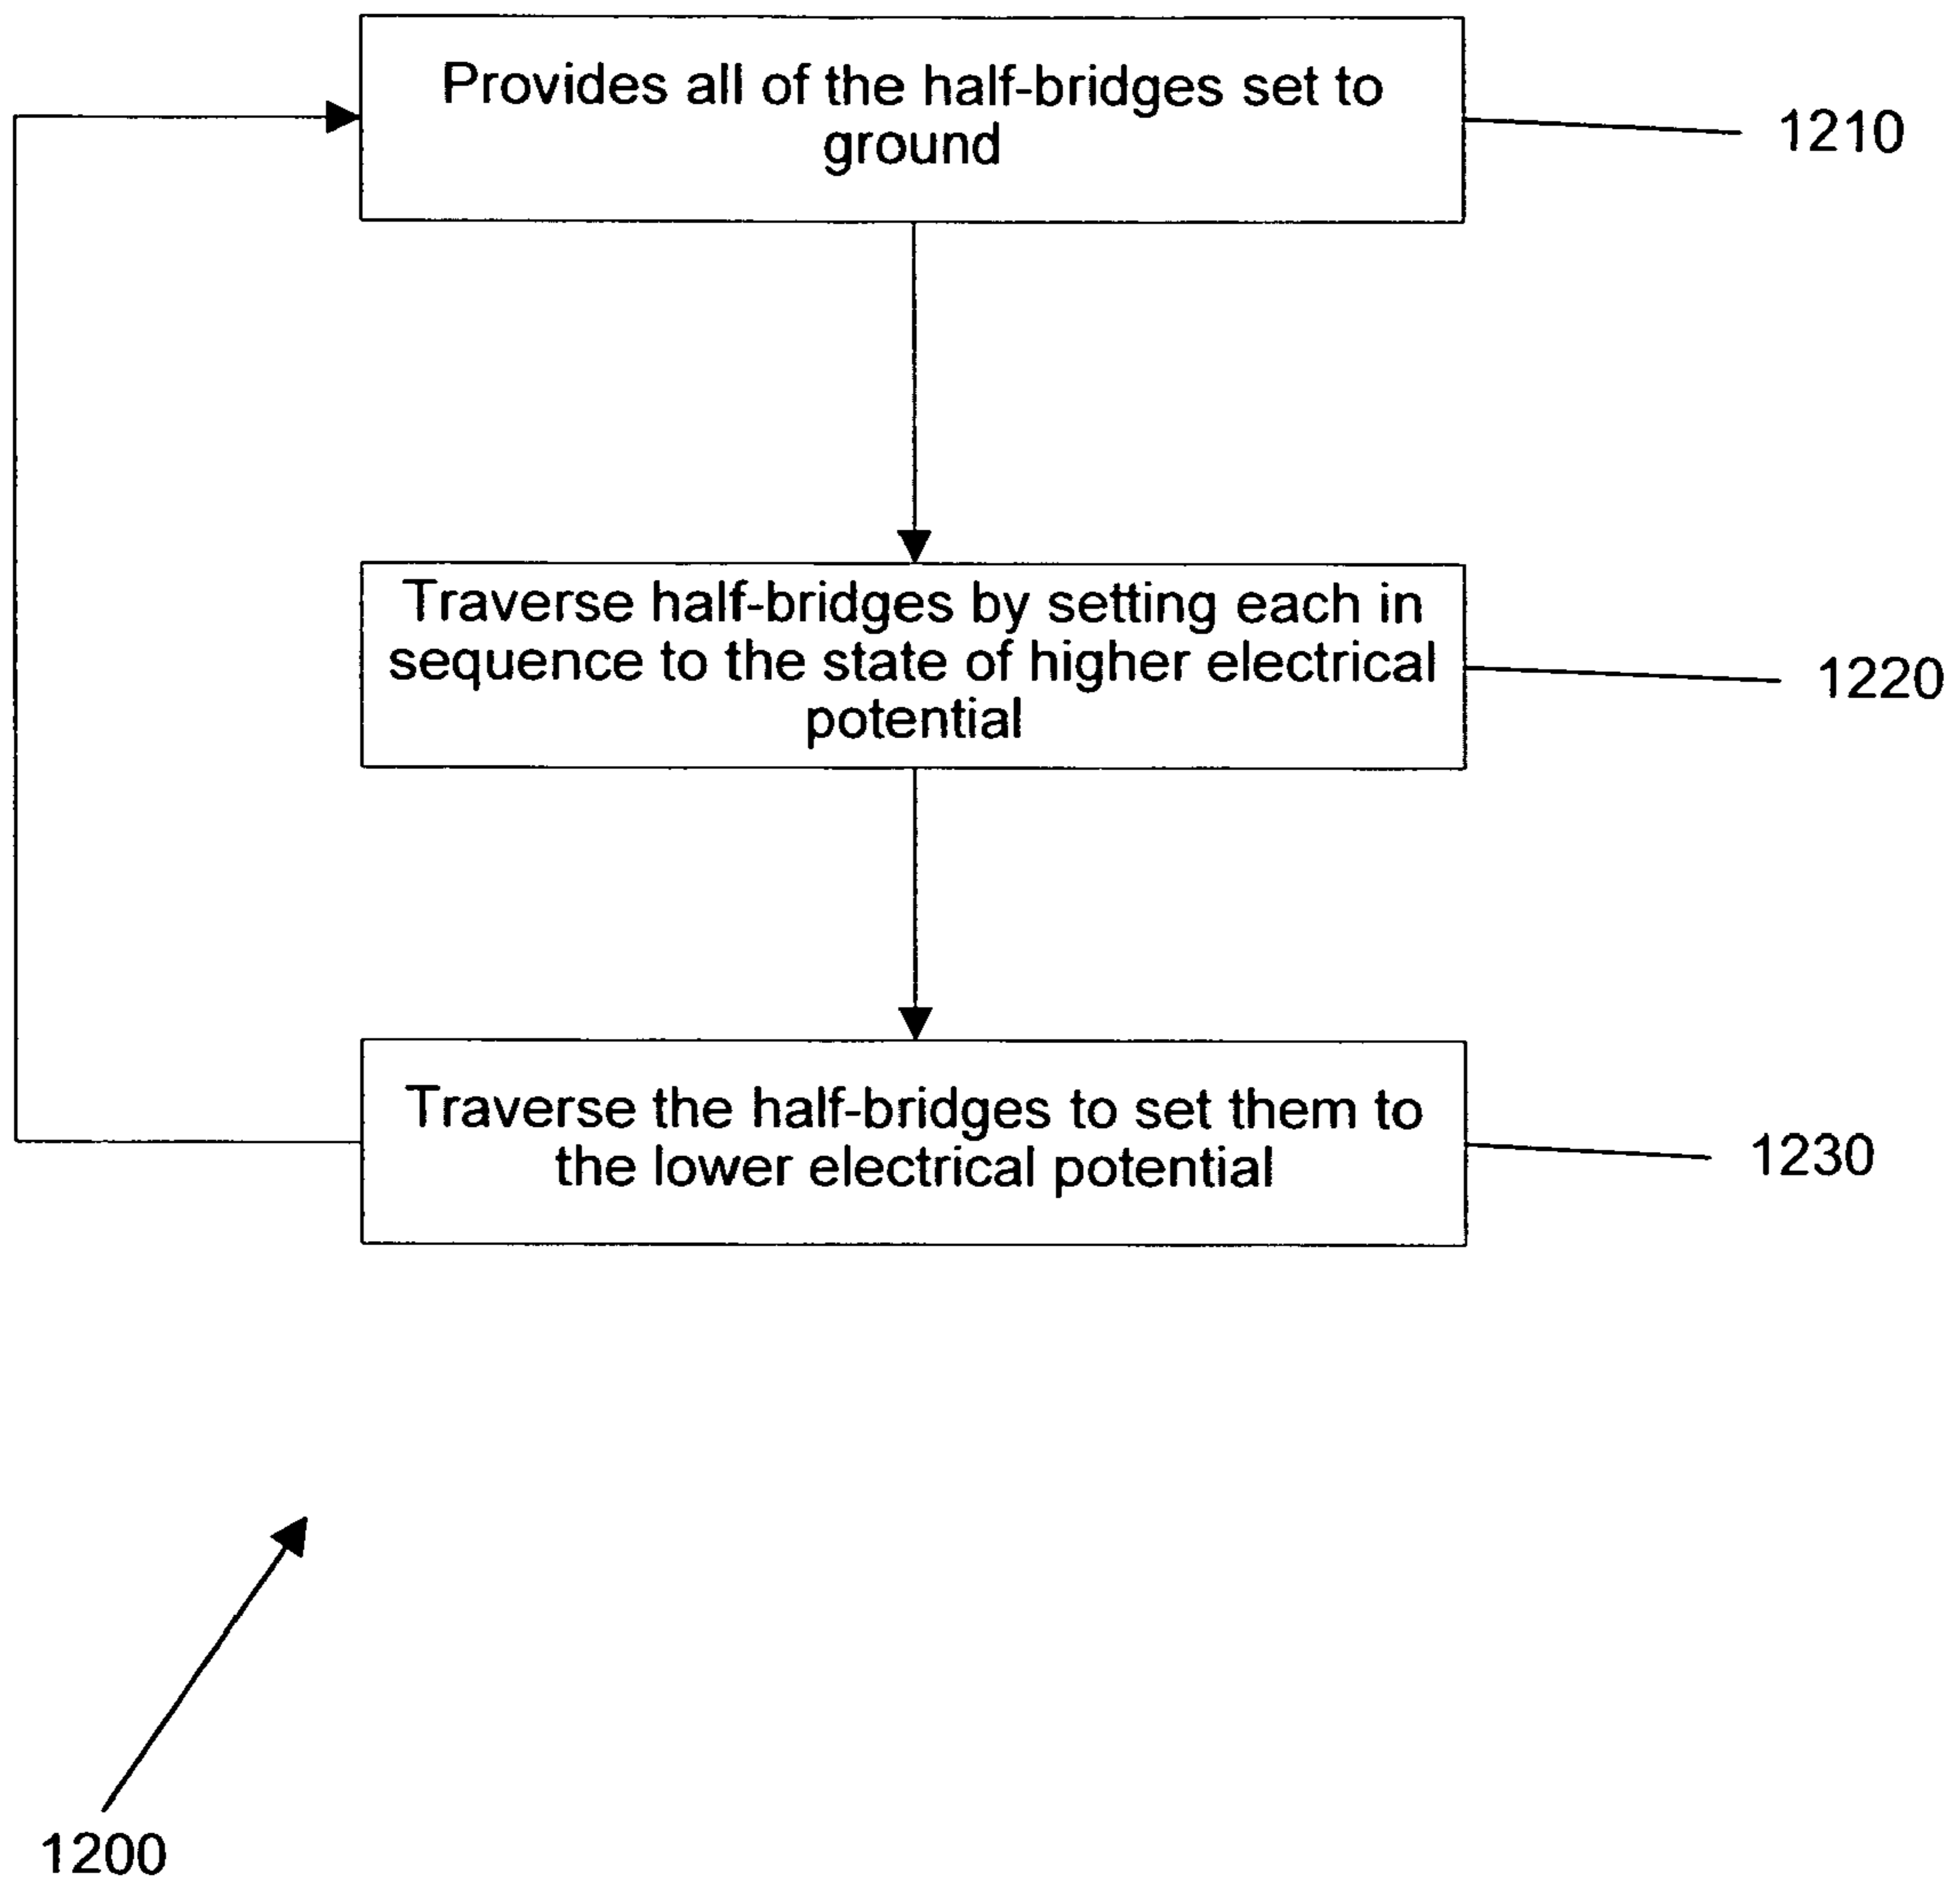 Provides all of the half-bridges set to
ground
1210
Traverse half-bridges by setting each in
sequence to the state of higher electrical
potential
1220
Traverse the half-bridges to set them to
the lower electrical potential
1230
1200